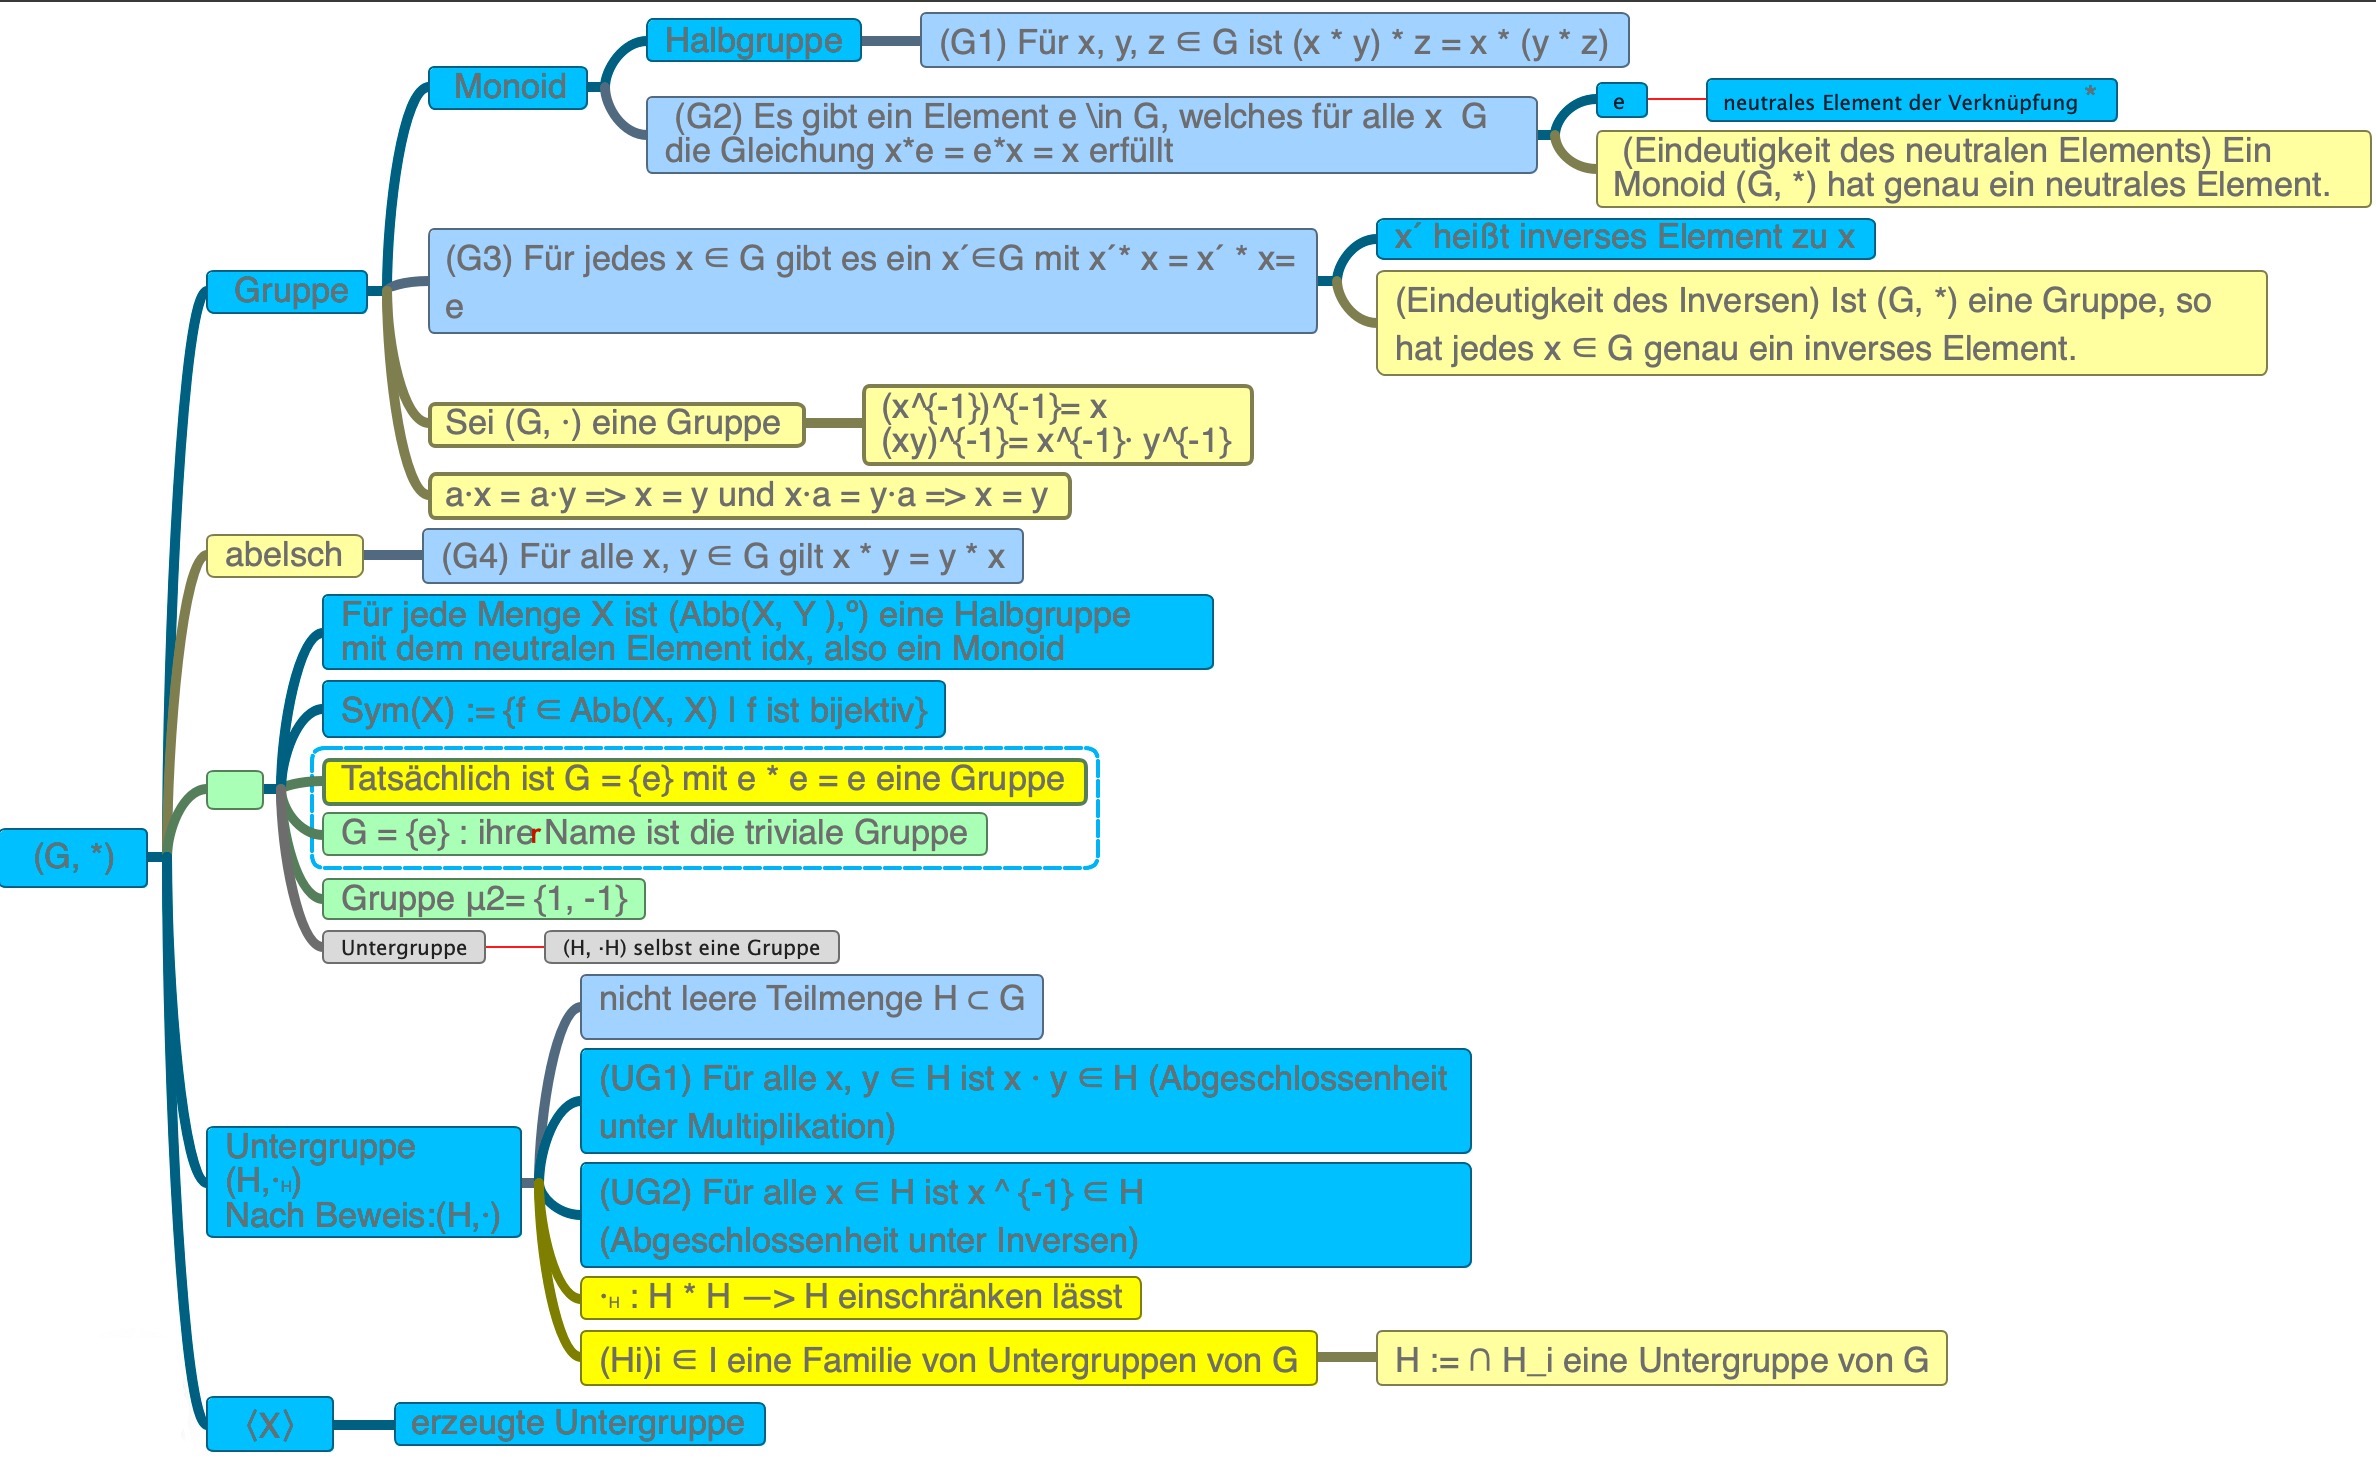 Halbgruppe
(G1) Für x, y, z ∈ G ist (x * y) * z = x * (y * z)
Monoid
(G2) Es gibt ein Element e \in G, welches für alle x  G
die Gleichung x*e = e*x = x erfüllt
e
neutrales Element der Verknüpfung *
(Eindeutigkeit des neutralen Elements) Ein
Monoid (G, *) hat genau ein neutrales Element.
Gruppe
(G3) Für jedes x ∈ G gibt es ein x´∈G mit x´* x = x´ * x=
e
x´ heißt inverses Element zu x
(Eindeutigkeit des Inversen) Ist (G, *) eine Gruppe, so
hat jedes x ∈ G genau ein inverses Element.
Sei (G, ·) eine Gruppe
(x^{-1})^{-1}= x
(xy)^{-1}= x^{-1}· y^{-1}
a·x = a·y => x = y und x·a = y·a => x = y
abelsch
(G4) Für alle x, y ∈ G gilt x * y = y * x
Für jede Menge X ist (Abb(X, Y ),º) eine Halbgruppe
mit dem neutralen Element idx, also ein Monoid
Sym(X) := {f ∈ Abb(X, X) | f ist bijektiv}
Tatsächlich ist G = {e} mit e * e = e eine Gruppe
G = {e} : ihrer Name ist die triviale Gruppe
(G, *)
Gruppe µ2= {1, -1}
Untergruppe
(H, ·H) selbst eine Gruppe
nicht leere Teilmenge H ⊂ G
(UG1) Für alle x, y ∈ H ist x · y ∈ H (Abgeschlossenheit
unter Multiplikation)
Untergruppe
(H,·H)
Nach Beweis:(H,·)
(UG2) Für alle x ∈ H ist x ^ {-1} ∈ H
(Abgeschlossenheit unter Inversen)
·H : H * H —> H einschränken lässt
(Hi)i ∈ I eine Familie von Untergruppen von G
H := ∩ H_i eine Untergruppe von G
⟨X⟩
erzeugte Untergruppe